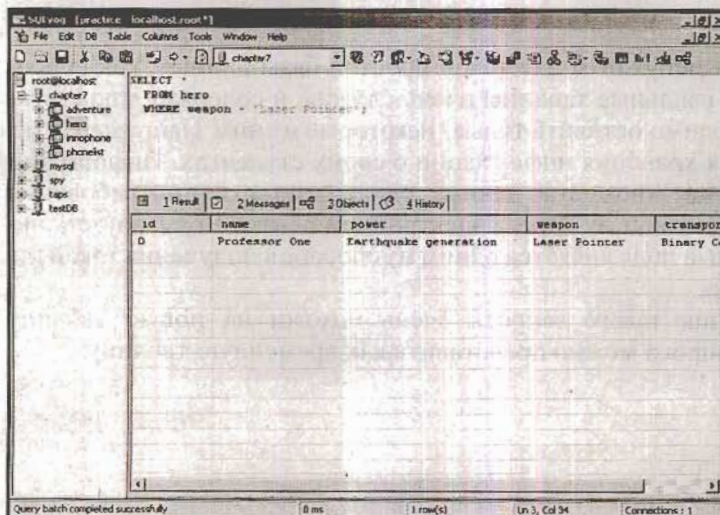 SQLyog - [practice - localhost.root*]
File Edit DB Table Columns Tools Window Help
chapter7
root@localhost
chapter7
adventure
hero
innophone
phonelist
mysql
spy
taps
testDB
SELECT *
FROM hero
WHERE weapon = "Laser Pointer";
1 Result 2 Messages 3 Objects 4 History
id name power weapon transpor
0 Professor One Earthquake generation Laser Pointer Binary Co
Query batch completed successfully 0 ms 1 row(s) Ln 3, Col 34 Connections : 1